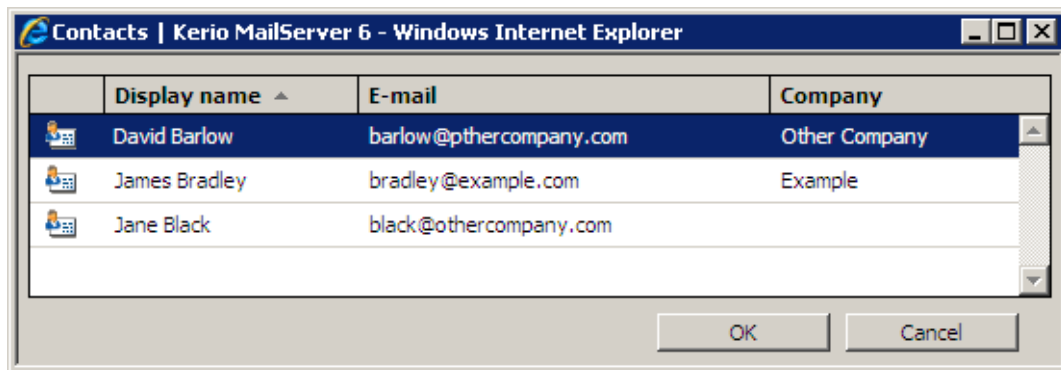 Contacts | Kerio MailServer 6 - Windows Internet Explorer
Display name E-mail Company
David Barlow barlow@pthercompany.com Other Company
James Bradley bradley@example.com Example
Jane Black black@othercompany.com
OK Cancel